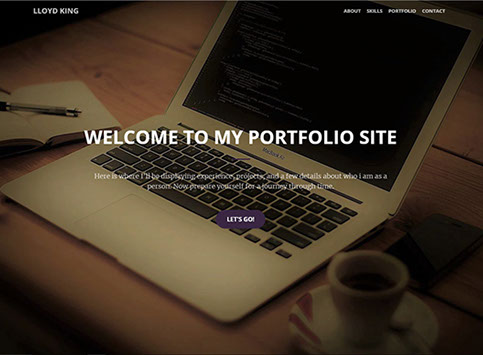 LLOYD KING
ABOUT SKILLS PORTFOLIO CONTACT
WELCOME TO MY PORTFOLIO SITE
Here is where I'll be displaying experience, projects, and a few details about who i am as a
person. Now prepare yourself for a journey through time.
LET'S GO!